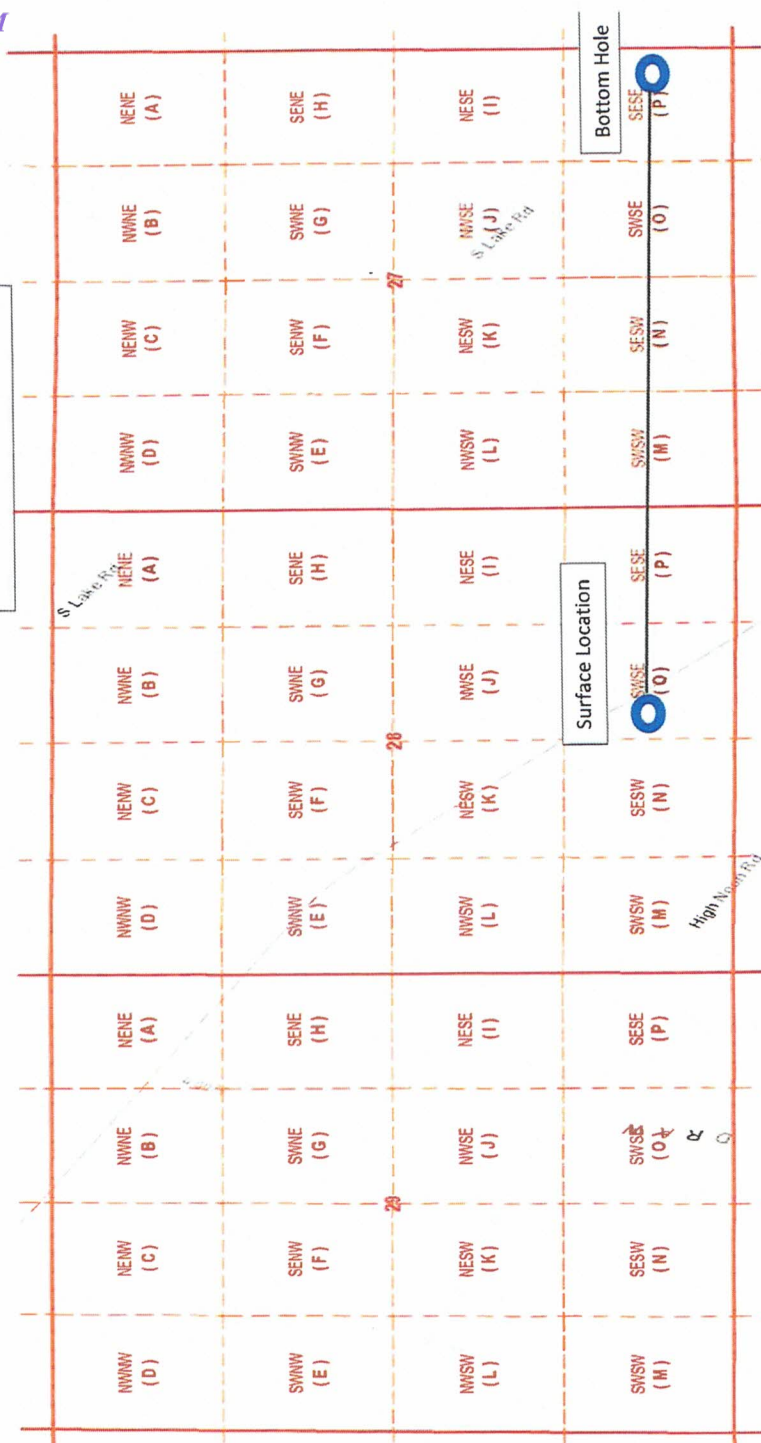 S Lake Rd
NWNW NENW NWNE NENE NWNW NENW NWNE NENE NWNW NENW NWNE NENE
(D) (C) (B) (A) (D) (C) (B) (A) (D) (C) (B) (A)
SWNW SENW SWNE SENE SWNW SENW SWNE SENE SWNW SENW SWNE SENE
(E) (F) (G) (H) (E) (F) (G) (H) (E) (F) (G) (H)
29 28 27
NWSW NESW NWSE NESE NWSW NESW NWSE NESE NWSW NESW NWSE NESE
(L) (K) (J) (I) (L) (K) (J) (I) (L) (K) (J) (I)
S Lake Rd
Surface Location
Bottom Hole
SWSW SESW SWSE SESE SWSW SESW SWSE SESE SWSW SESW SWSE SESE
(M) (N) (O) (P) (M) (N) (O) (P) (M) (N) (O) (P)
High Noon Rd